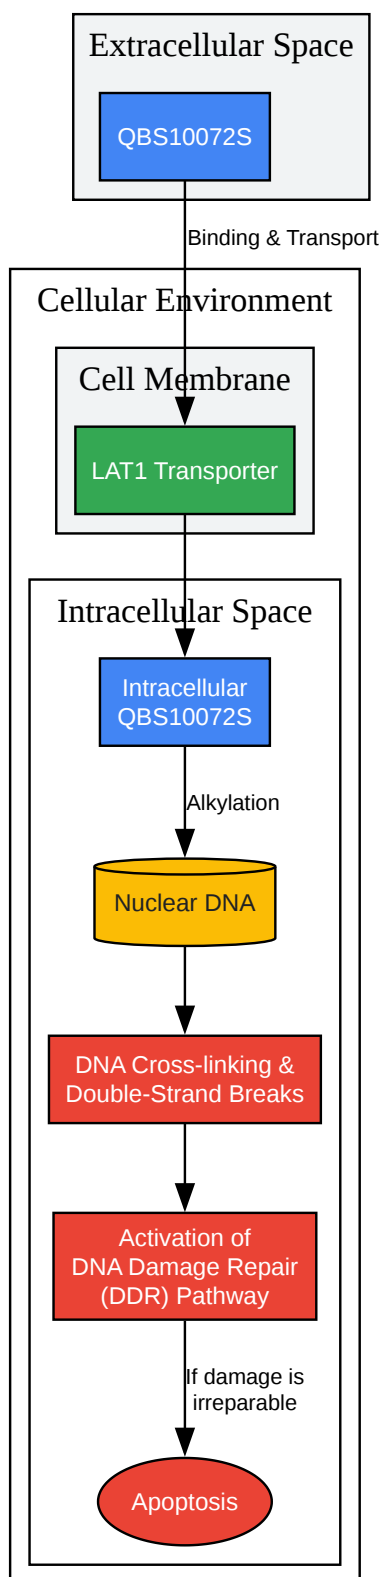 Extracellular Space
QBS10072S
Binding & Transport
Cellular Environment
Cell Membrane
LAT1 Transporter
Intracellular Space
Intracellular
QBS10072S
Alkylation
Nuclear DNA
DNA Cross-linking &
Double-Strand Breaks
Activation of
DNA Damage Repair
(DDR) Pathway
If damage is
irreparable
Apoptosis